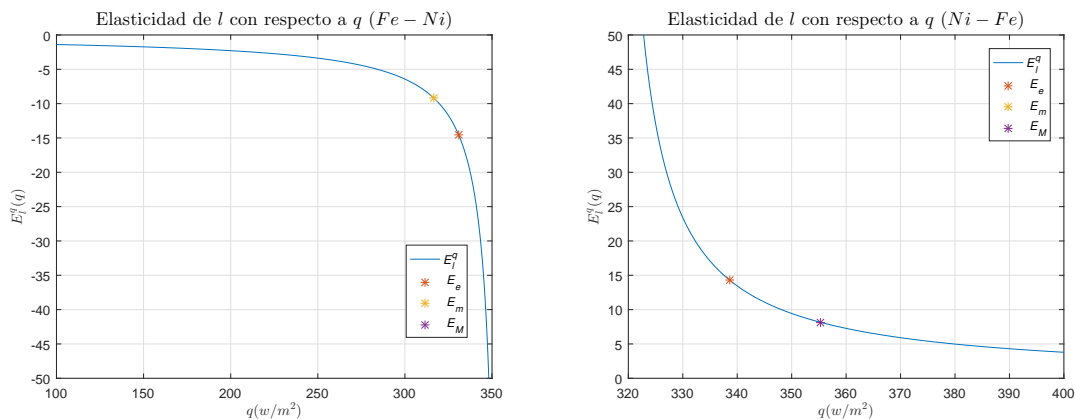 Elasticidad de l con respecto a q (Fe − Ni)
0
-5
-10
-15
-20
-25
-30
-35
-40
-45
-50
E_l^q(q)
100
150
200
250
300
350
q(w/m²)
E_l^q
E_e
E_m
E_M
Elasticidad de l con respecto a q (Ni − Fe)
50
45
40
35
30
25
20
15
10
5
0
E_l^q(q)
320
330
340
350
360
370
380
390
400
q(w/m²)
E_l^q
E_e
E_m
E_M